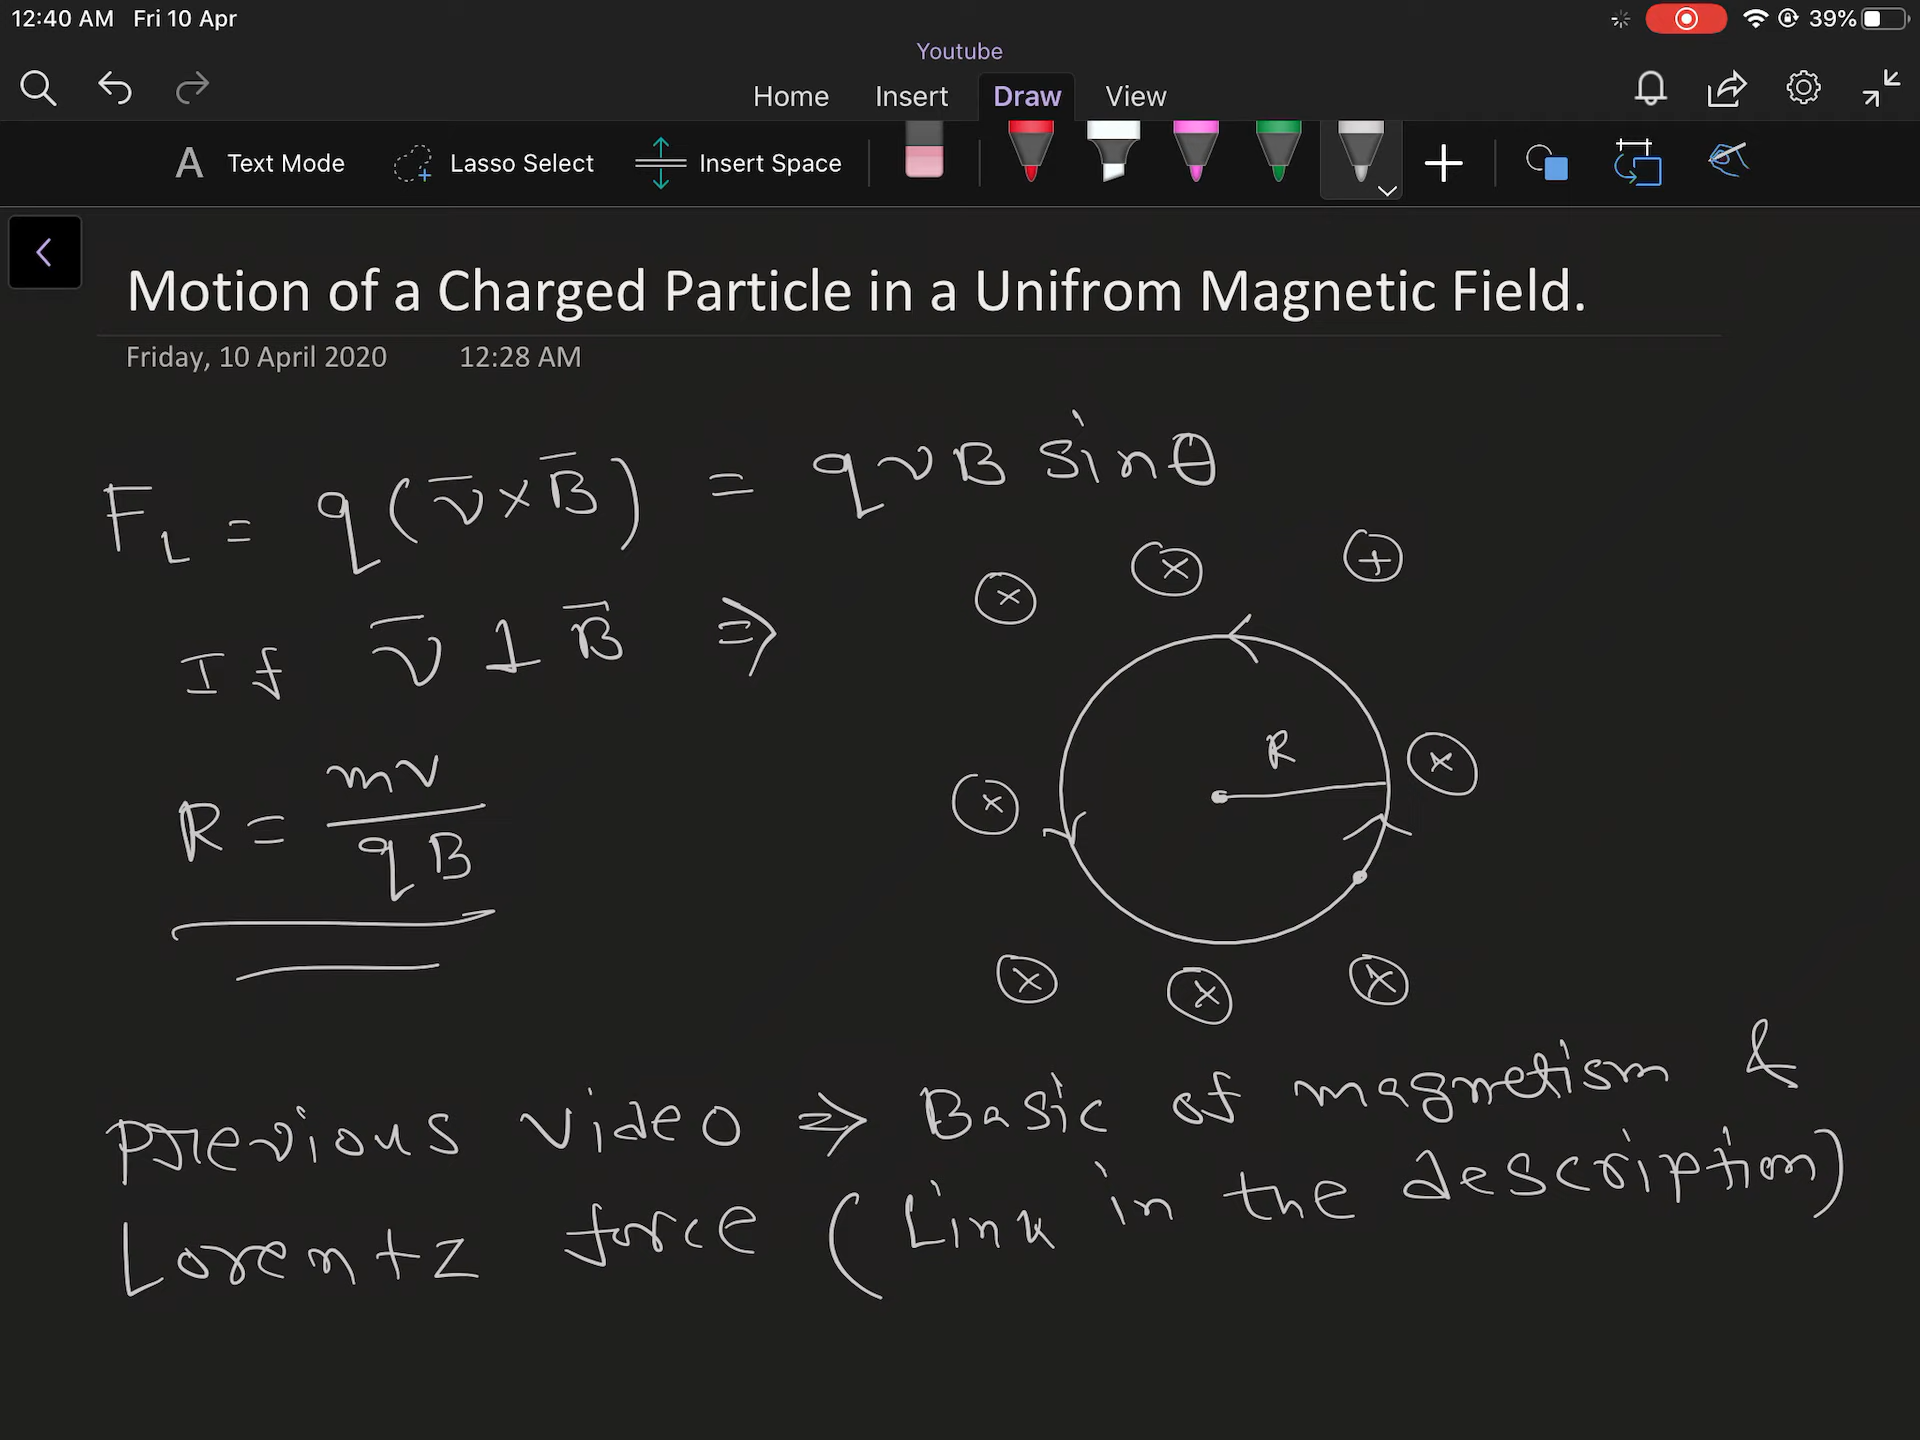 12:40 AM Fri 10 Apr 39%
Youtube
Home Insert Draw View
A Text Mode Lasso Select Insert Space
Motion of a Charged Particle in a Unifrom Magnetic Field.
Friday, 10 April 2020 12:28 AM
F_L = q(v̄×B̄) = qvB sinθ
If v̄ ⊥ B̄ ⇒
R
R = mv
qB
previous video ⇒ Basic of magnetism &
Lorentz force (Link in the description)